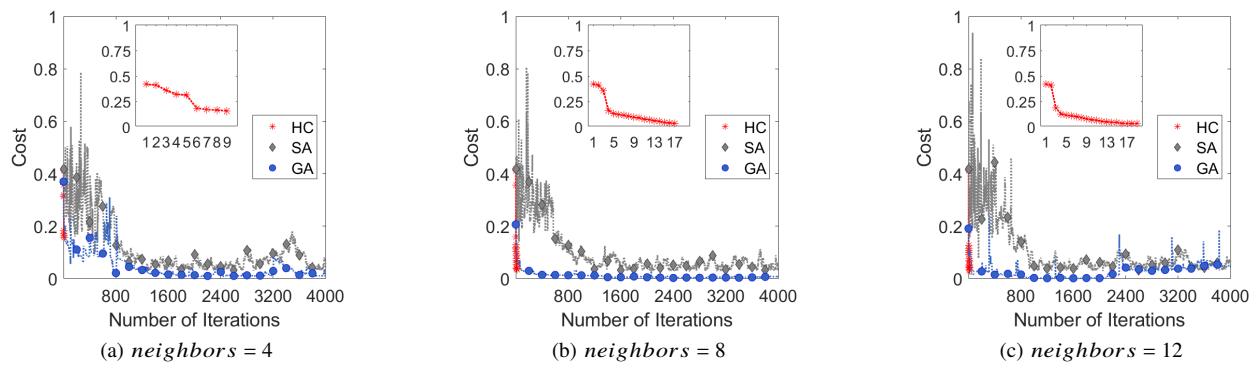 1
0.8
0.6
0.4
0.2
0
Cost
1
0.75
0.5
0.25
0
1 2 3 4 5 6 7 8 9
HC
SA
GA
800 1600 2400 3200 4000
Number of Iterations
(a) neighbors = 4
1
0.8
0.6
0.4
0.2
0
Cost
1
0.75
0.5
0.25
0
1 5 9 13 17
HC
SA
GA
800 1600 2400 3200 4000
Number of Iterations
(b) neighbors = 8
1
0.8
0.6
0.4
0.2
0
Cost
1
0.75
0.5
0.25
0
1 5 9 13 17
HC
SA
GA
800 1600 2400 3200 4000
Number of Iterations
(c) neighbors = 12